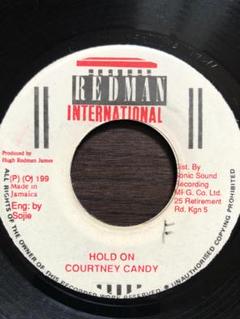 REDMAN
INTERNATIONAL
Produced by
Hugh Redman James
(P) (O) 199
Made in
Jamaica
Eng: by
Sojie
Dist. By
Sonic Sound
Recording
Mf-G. Co. Ltd.
25 Retirement
Rd. Kgn 5
HOLD ON
COURTNEY CANDY
F
ALL RIGHTS OF THE OWNER OF THIS RECORDED WORK RESERVED UNAUTHORISED COPYING PROHIBITED